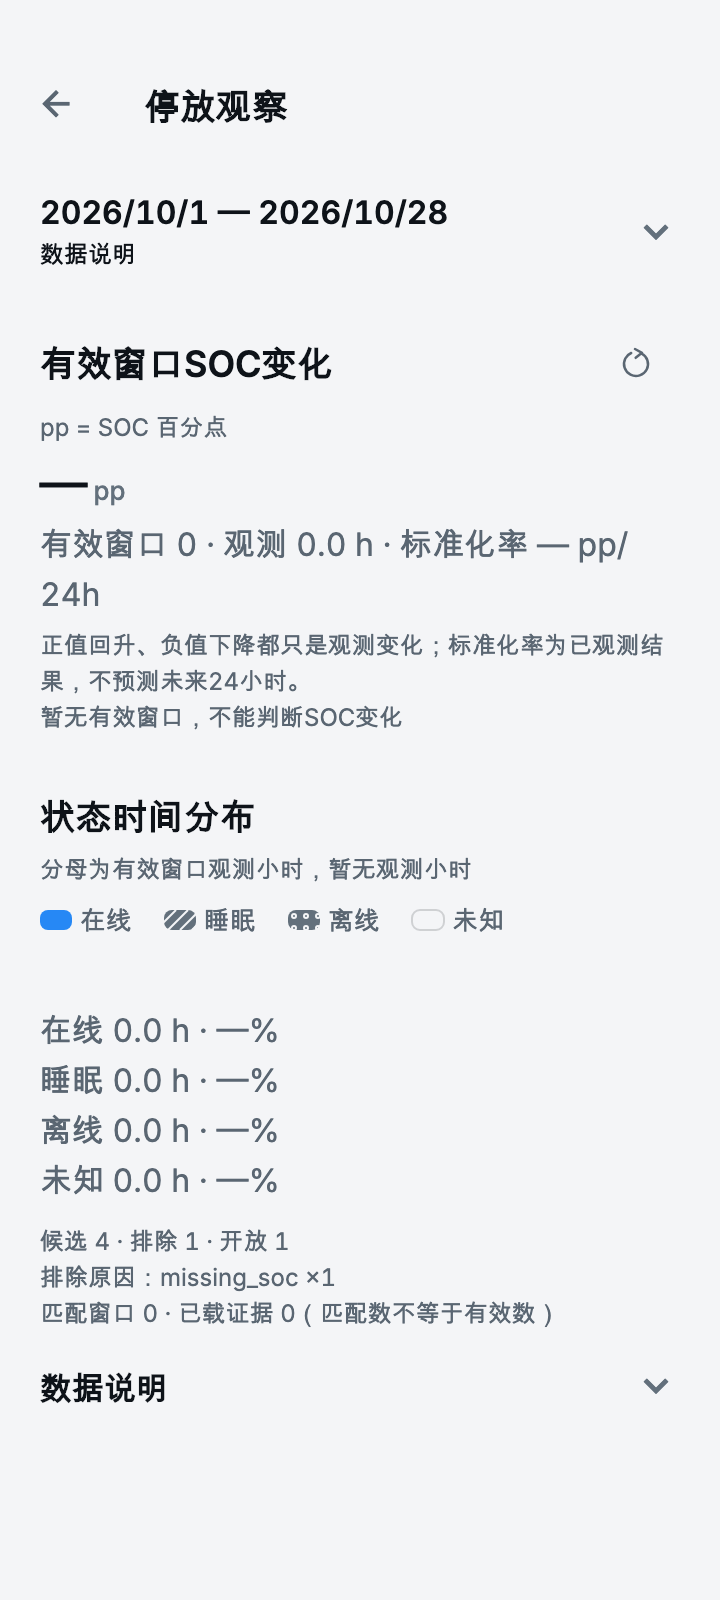 停放观察
2026/10/1 — 2026/10/28
数据说明
有效窗口SOC变化
pp = SOC 百分点
— pp
有效窗口 0 · 观测 0.0 h · 标准化率 — pp/
24h
正值回升、负值下降都只是观测变化；标准化率为已观测结
果，不预测未来24小时。
暂无有效窗口，不能判断SOC变化
状态时间分布
分母为有效窗口观测小时，暂无观测小时
在线 睡眠 离线 未知
在线 0.0 h · —%
睡眠 0.0 h · —%
离线 0.0 h · —%
未知 0.0 h · —%
候选 4 · 排除 1 · 开放 1
排除原因：missing_soc ×1
匹配窗口 0 · 已载证据 0（匹配数不等于有效数）
数据说明